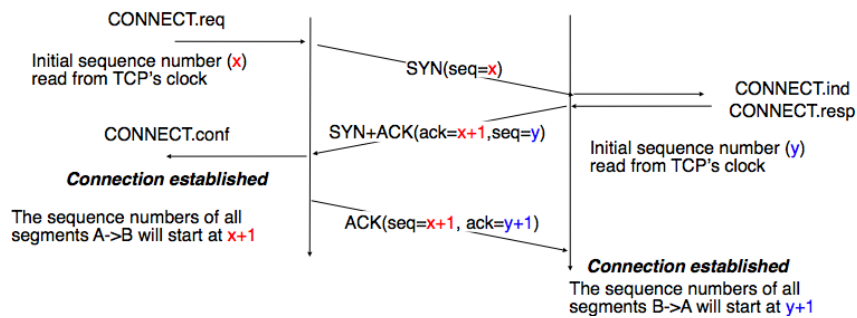 CONNECT.req
Initial sequence number (x)
read from TCP's clock
SYN(seq=x)
CONNECT.ind
CONNECT.resp
CONNECT.conf
SYN+ACK(ack=x+1,seq=y)
Initial sequence number (y)
read from TCP's clock
Connection established
The sequence numbers of all
segments A->B will start at x+1
ACK(seq=x+1, ack=y+1)
Connection established
The sequence numbers of all
segments B->A will start at y+1